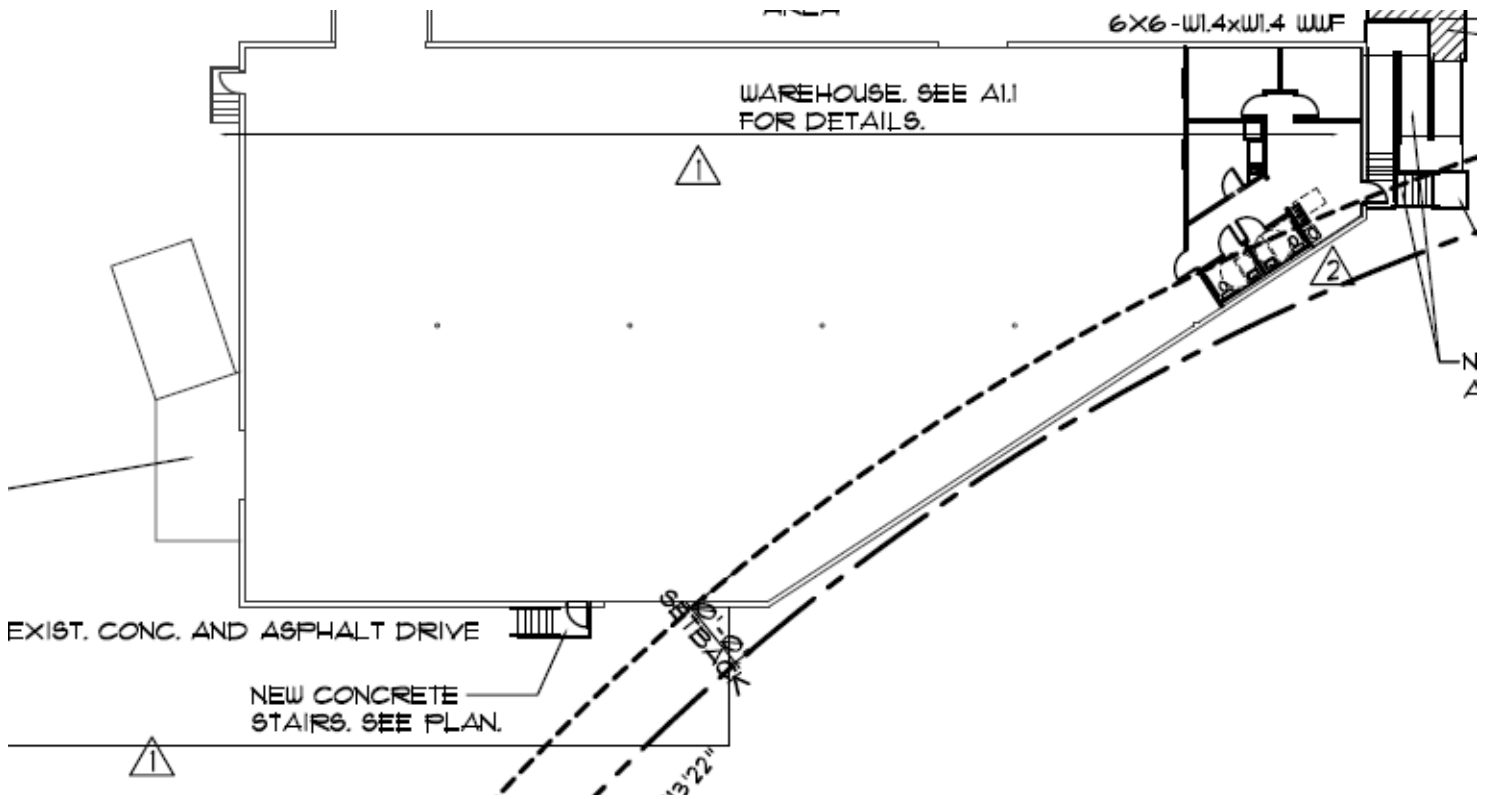 AREA
6X6-W1.4xW1.4 WWF
WAREHOUSE. SEE A1.1
FOR DETAILS.
1
2
N
A
SETBACK
EXIST. CONC. AND ASPHALT DRIVE
NEW CONCRETE
STAIRS. SEE PLAN.
1